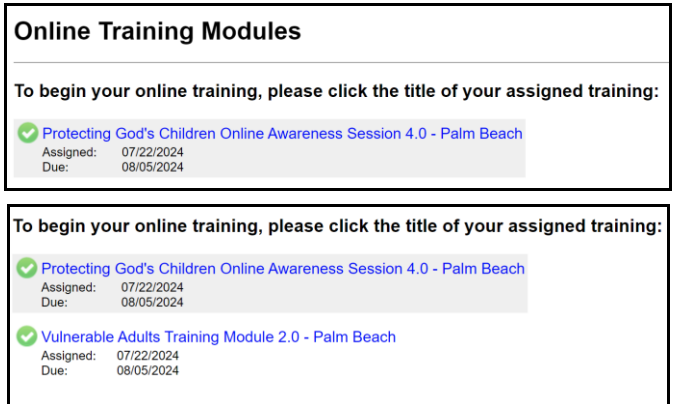 Online Training Modules
To begin your online training, please click the title of your assigned training:
Protecting God's Children Online Awareness Session 4.0 - Palm Beach
Assigned: 07/22/2024
Due: 08/05/2024
To begin your online training, please click the title of your assigned training:
Protecting God's Children Online Awareness Session 4.0 - Palm Beach
Assigned: 07/22/2024
Due: 08/05/2024
Vulnerable Adults Training Module 2.0 - Palm Beach
Assigned: 07/22/2024
Due: 08/05/2024